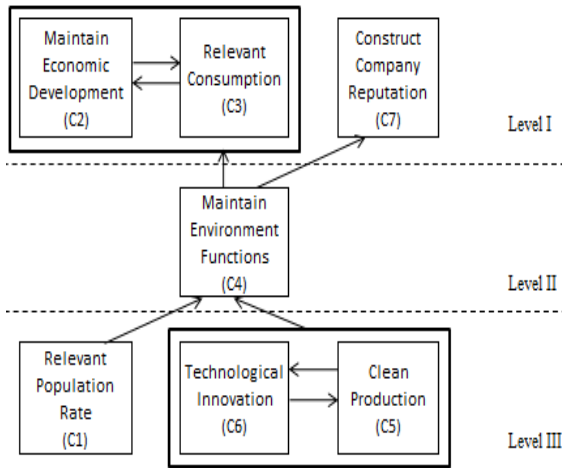 Maintain
Economic
Development
(C2)
Relevant
Consumption
(C3)
Construct
Company
Reputation
(C7)
Level I
Maintain
Environment
Functions
(C4)
Level II
Relevant
Population
Rate
(C1)
Technological
Innovation
(C6)
Clean
Production
(C5)
Level III